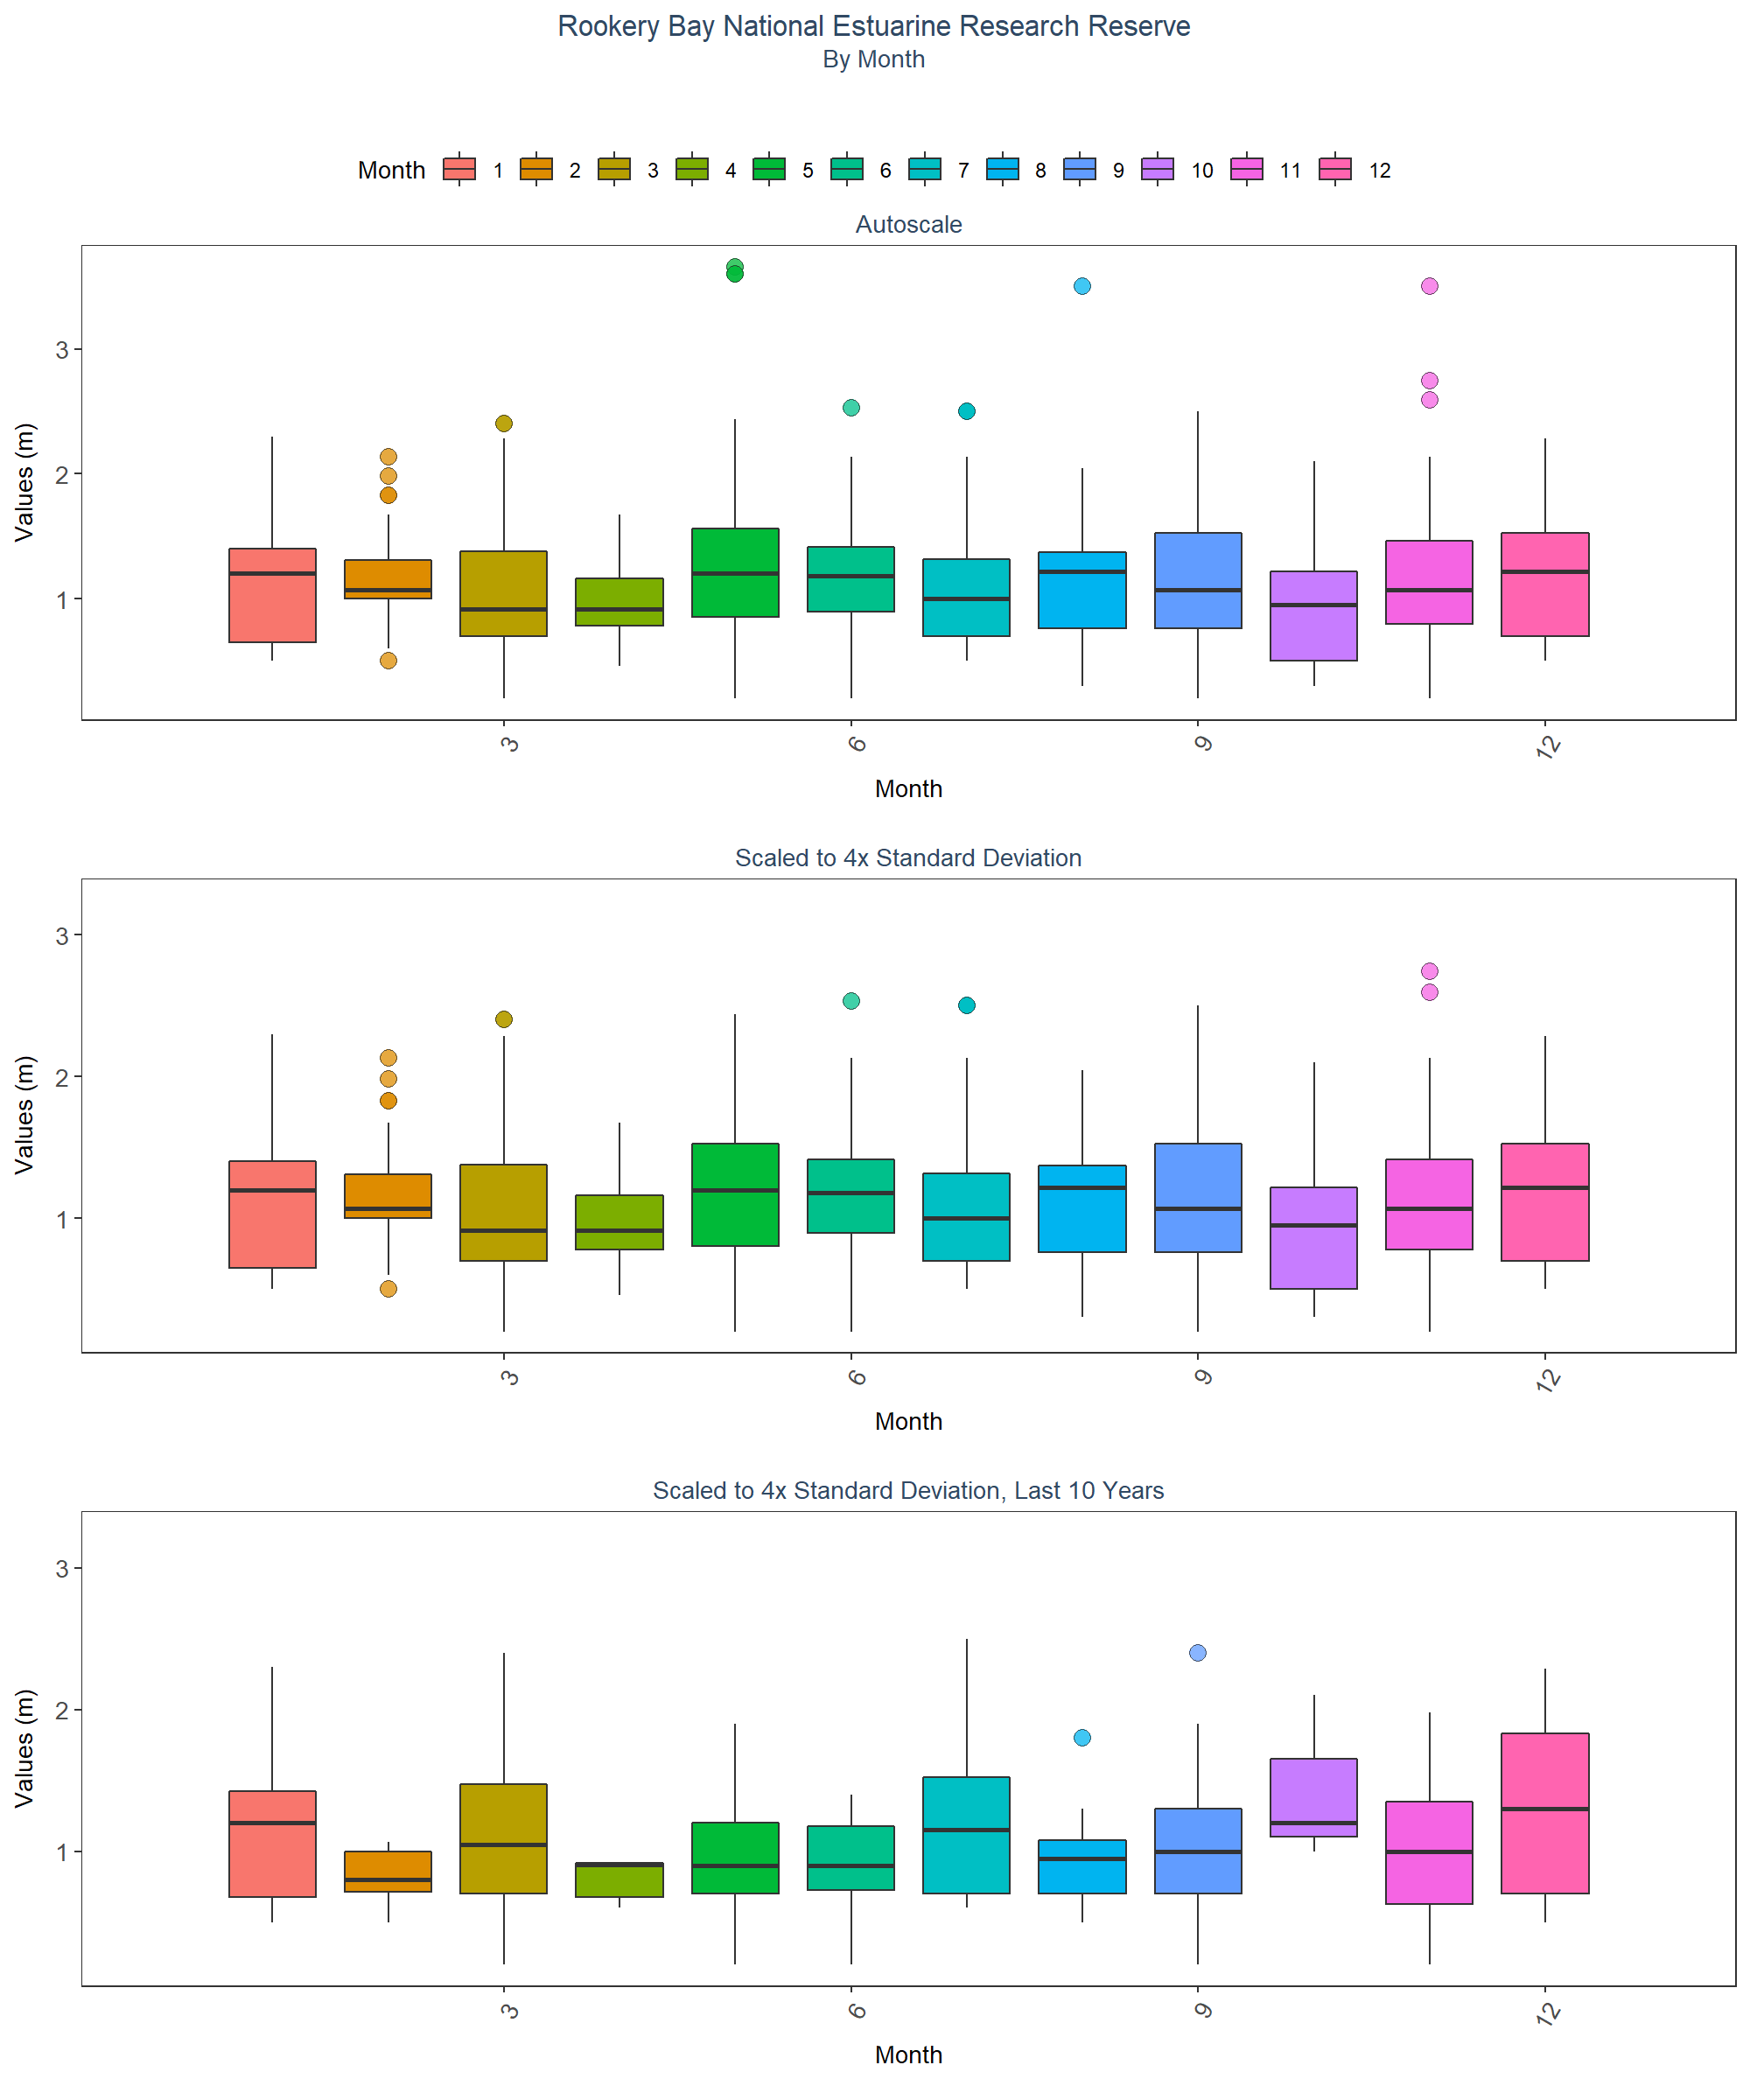 Rookery Bay National Estuarine Research Reserve
By Month
Month 1 2 3 4 5 6 7 8 9 10 11 12
Autoscale
Values (m)
3
2
1
3 6 9 12
Month
Scaled to 4x Standard Deviation
Values (m)
3
2
1
3 6 9 12
Month
Scaled to 4x Standard Deviation, Last 10 Years
Values (m)
3
2
1
3 6 9 12
Month